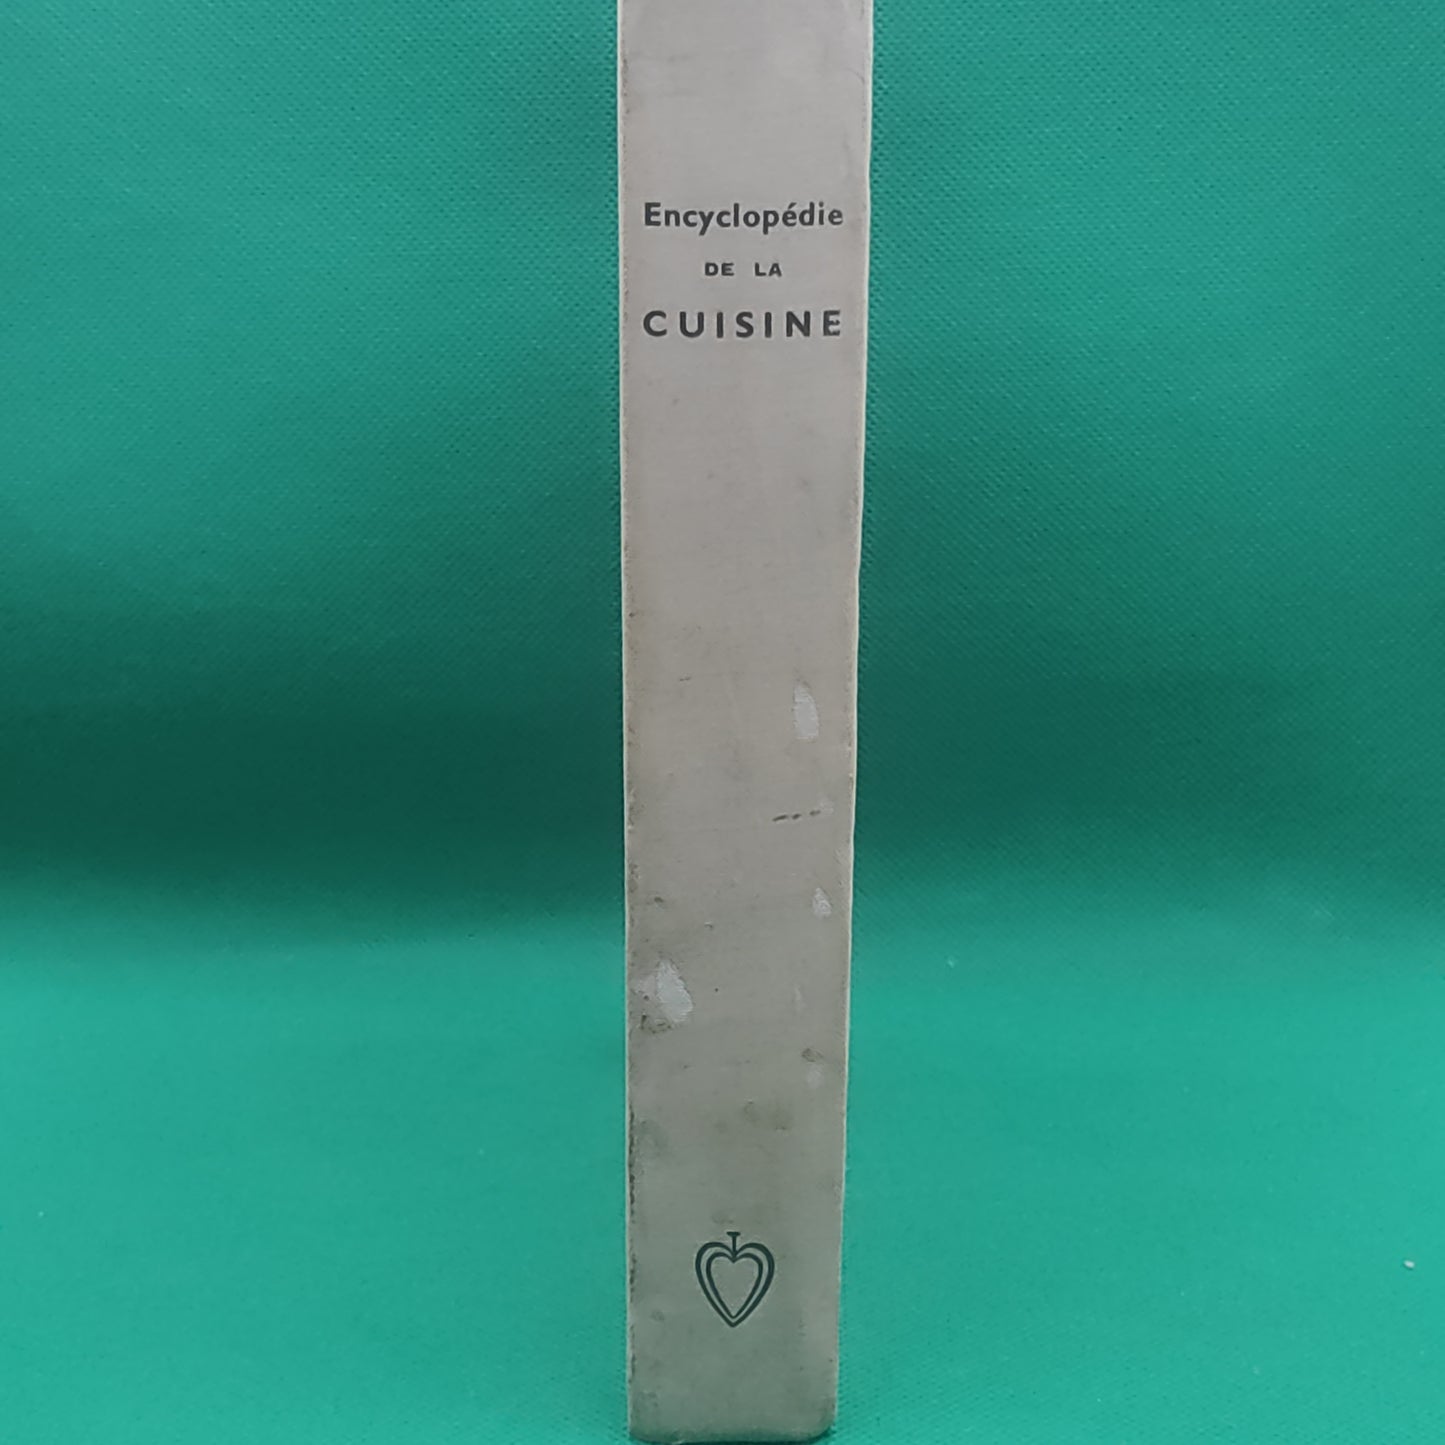 Encyclopédie
DE LA
CUISINE